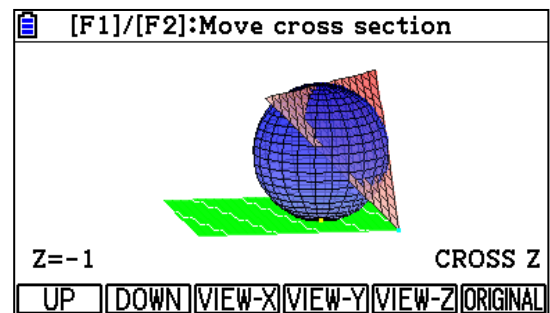 [F1]/[F2]:Move cross section
Z=-1 CROSS Z
UP DOWN VIEW-X VIEW-Y VIEW-Z ORIGINAL